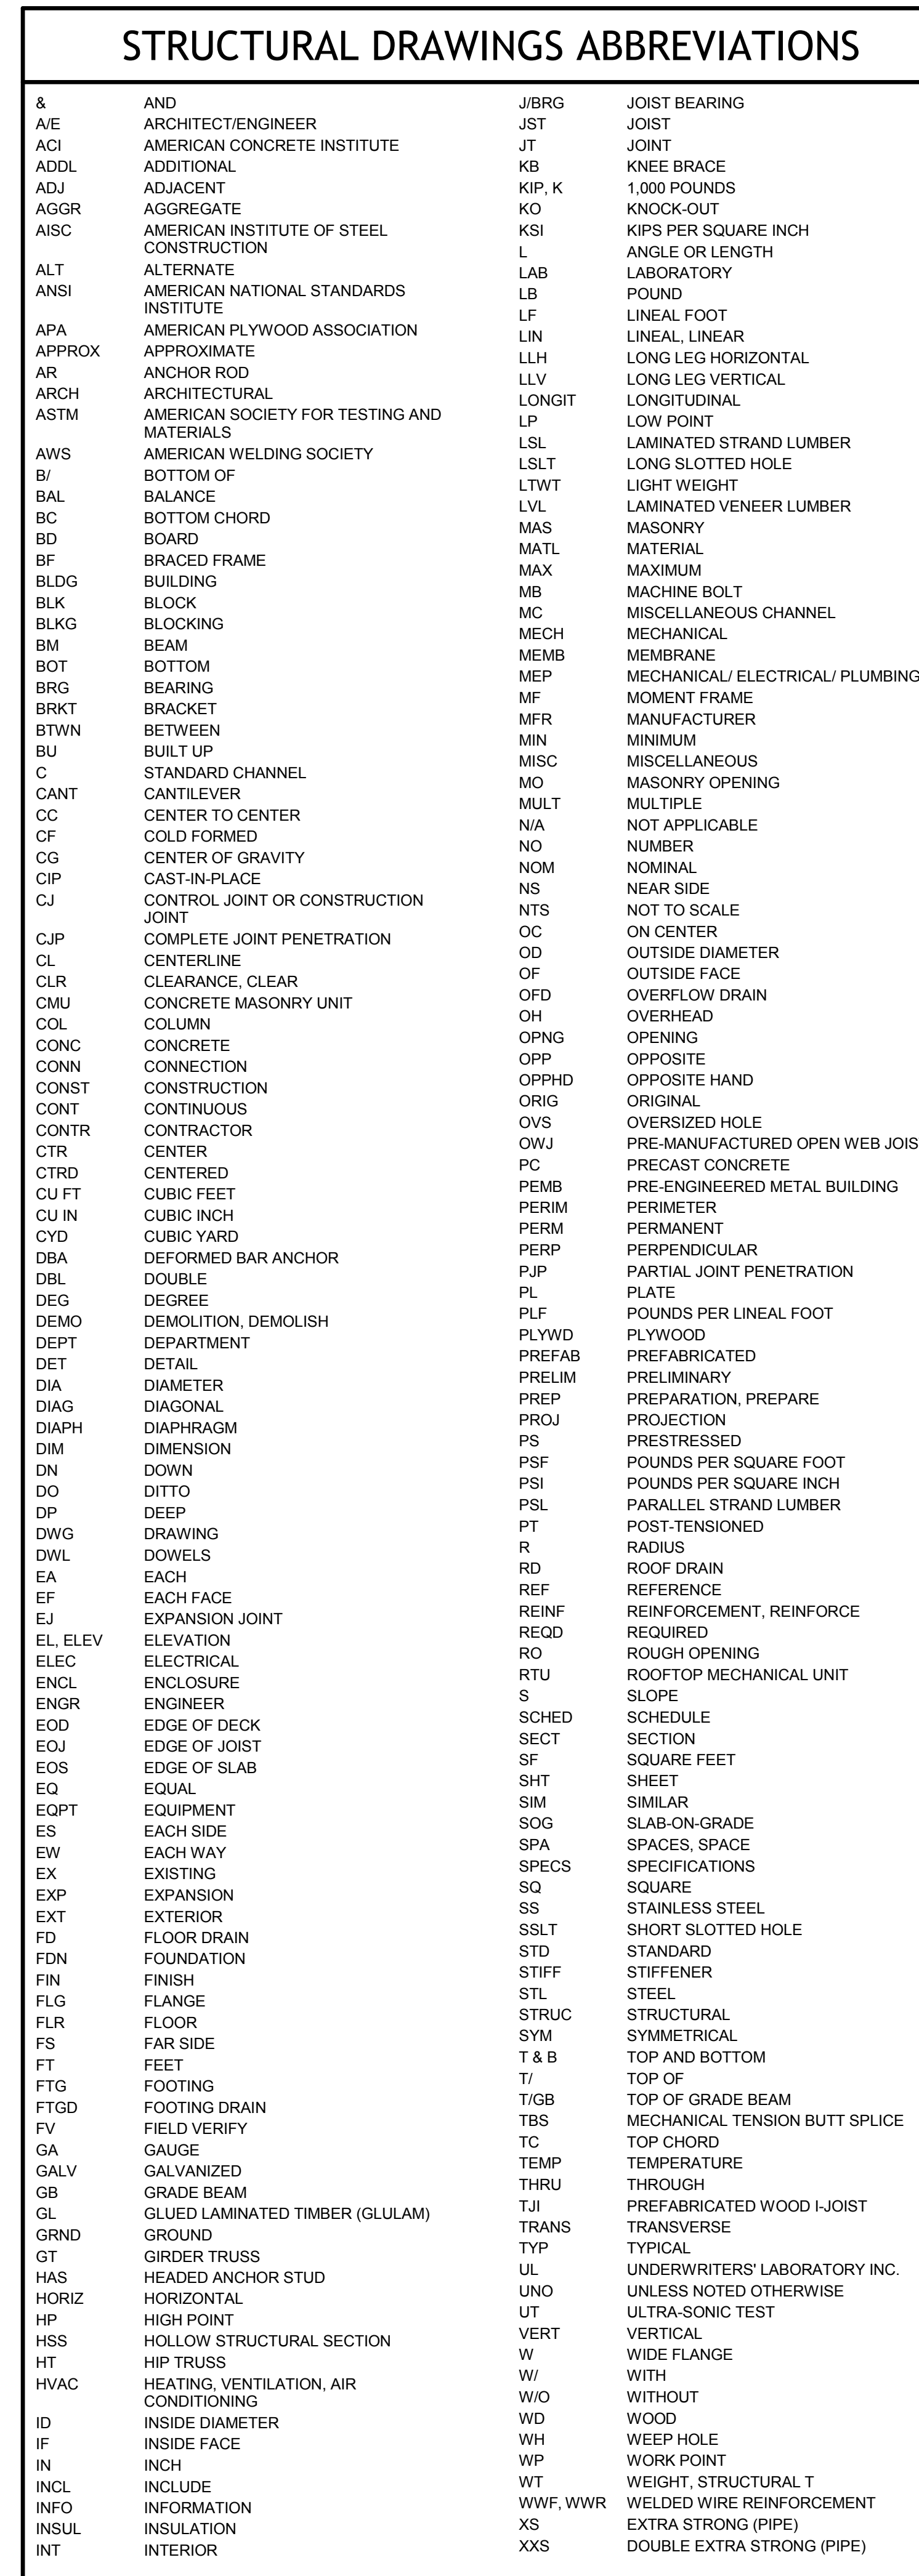 STRUCTURAL DRAWINGS ABBREVIATIONS
& AND
A/E ARCHITECT/ENGINEER
ACI AMERICAN CONCRETE INSTITUTE
ADDL ADDITIONAL
ADJ ADJACENT
AGGR AGGREGATE
AISC AMERICAN INSTITUTE OF STEEL
CONSTRUCTION
ALT ALTERNATE
ANSI AMERICAN NATIONAL STANDARDS
INSTITUTE
APA AMERICAN PLYWOOD ASSOCIATION
APPROX APPROXIMATE
AR ANCHOR ROD
ARCH ARCHITECTURAL
ASTM AMERICAN SOCIETY FOR TESTING AND
MATERIALS
AWS AMERICAN WELDING SOCIETY
B/ BOTTOM OF
BAL BALANCE
BC BOTTOM CHORD
BD BOARD
BF BRACED FRAME
BLDG BUILDING
BLK BLOCK
BLKG BLOCKING
BM BEAM
BOT BOTTOM
BRG BEARING
BRKT BRACKET
BTWN BETWEEN
BU BUILT UP
C STANDARD CHANNEL
CANT CANTILEVER
CC CENTER TO CENTER
CF COLD FORMED
CG CENTER OF GRAVITY
CIP CAST-IN-PLACE
CJ CONTROL JOINT OR CONSTRUCTION
JOINT
CJP COMPLETE JOINT PENETRATION
CL CENTERLINE
CLR CLEARANCE, CLEAR
CMU CONCRETE MASONRY UNIT
COL COLUMN
CONC CONCRETE
CONN CONNECTION
CONST CONSTRUCTION
CONT CONTINUOUS
CONTR CONTRACTOR
CTR CENTER
CTRD CENTERED
CU FT CUBIC FEET
CU IN CUBIC INCH
CYD CUBIC YARD
DBA DEFORMED BAR ANCHOR
DBL DOUBLE
DEG DEGREE
DEMO DEMOLITION, DEMOLISH
DEPT DEPARTMENT
DET DETAIL
DIA DIAMETER
DIAG DIAGONAL
DIAPH DIAPHRAGM
DIM DIMENSION
DN DOWN
DO DITTO
DP DEEP
DWG DRAWING
DWL DOWELS
EA EACH
EF EACH FACE
EJ EXPANSION JOINT
EL, ELEV ELEVATION
ELEC ELECTRICAL
ENCL ENCLOSURE
ENGR ENGINEER
EOD EDGE OF DECK
EOJ EDGE OF JOIST
EOS EDGE OF SLAB
EQ EQUAL
EQPT EQUIPMENT
ES EACH SIDE
EW EACH WAY
EX EXISTING
EXP EXPANSION
EXT EXTERIOR
FD FLOOR DRAIN
FDN FOUNDATION
FIN FINISH
FLG FLANGE
FLR FLOOR
FS FAR SIDE
FT FEET
FTG FOOTING
FTGD FOOTING DRAIN
FV FIELD VERIFY
GA GAUGE
GALV GALVANIZED
GB GRADE BEAM
GL GLUED LAMINATED TIMBER (GLULAM)
GRND GROUND
GT GIRDER TRUSS
HAS HEADED ANCHOR STUD
HORIZ HORIZONTAL
HP HIGH POINT
HSS HOLLOW STRUCTURAL SECTION
HT HIP TRUSS
HVAC HEATING, VENTILATION, AIR
CONDITIONING
ID INSIDE DIAMETER
IF INSIDE FACE
IN INCH
INCL INCLUDE
INFO INFORMATION
INSUL INSULATION
INT INTERIOR
J/BRG JOIST BEARING
JST JOIST
JT JOINT
KB KNEE BRACE
KIP, K 1,000 POUNDS
KO KNOCK-OUT
KSI KIPS PER SQUARE INCH
L ANGLE OR LENGTH
LAB LABORATORY
LB POUND
LF LINEAL FOOT
LIN LINEAL, LINEAR
LLH LONG LEG HORIZONTAL
LLV LONG LEG VERTICAL
LONGIT LONGITUDINAL
LP LOW POINT
LSL LAMINATED STRAND LUMBER
LSLT LONG SLOTTED HOLE
LTWT LIGHT WEIGHT
LVL LAMINATED VENEER LUMBER
MAS MASONRY
MATL MATERIAL
MAX MAXIMUM
MB MACHINE BOLT
MC MISCELLANEOUS CHANNEL
MECH MECHANICAL
MEMB MEMBRANE
MEP MECHANICAL/ ELECTRICAL/ PLUMBING
MF MOMENT FRAME
MFR MANUFACTURER
MIN MINIMUM
MISC MISCELLANEOUS
MO MASONRY OPENING
MULT MULTIPLE
N/A NOT APPLICABLE
NO NUMBER
NOM NOMINAL
NS NEAR SIDE
NTS NOT TO SCALE
OC ON CENTER
OD OUTSIDE DIAMETER
OF OUTSIDE FACE
OFD OVERFLOW DRAIN
OH OVERHEAD
OPNG OPENING
OPP OPPOSITE
OPPHD OPPOSITE HAND
ORIG ORIGINAL
OVS OVERSIZED HOLE
OWJ PRE-MANUFACTURED OPEN WEB JOIS
PC PRECAST CONCRETE
PEMB PRE-ENGINEERED METAL BUILDING
PERIM PERIMETER
PERM PERMANENT
PERP PERPENDICULAR
PJP PARTIAL JOINT PENETRATION
PL PLATE
PLF POUNDS PER LINEAL FOOT
PLYWD PLYWOOD
PREFAB PREFABRICATED
PRELIM PRELIMINARY
PREP PREPARATION, PREPARE
PROJ PROJECTION
PS PRESTRESSED
PSF POUNDS PER SQUARE FOOT
PSI POUNDS PER SQUARE INCH
PSL PARALLEL STRAND LUMBER
PT POST-TENSIONED
R RADIUS
RD ROOF DRAIN
REF REFERENCE
REINF REINFORCEMENT, REINFORCE
REQD REQUIRED
RO ROUGH OPENING
RTU ROOFTOP MECHANICAL UNIT
S SLOPE
SCHED SCHEDULE
SECT SECTION
SF SQUARE FEET
SHT SHEET
SIM SIMILAR
SOG SLAB-ON-GRADE
SPA SPACES, SPACE
SPECS SPECIFICATIONS
SQ SQUARE
SS STAINLESS STEEL
SSLT SHORT SLOTTED HOLE
STD STANDARD
STIFF STIFFENER
STL STEEL
STRUC STRUCTURAL
SYM SYMMETRICAL
T & B TOP AND BOTTOM
T/ TOP OF
T/GB TOP OF GRADE BEAM
TBS MECHANICAL TENSION BUTT SPLICE
TC TOP CHORD
TEMP TEMPERATURE
THRU THROUGH
TJI PREFABRICATED WOOD I-JOIST
TRANS TRANSVERSE
TYP TYPICAL
UL UNDERWRITERS' LABORATORY INC.
UNO UNLESS NOTED OTHERWISE
UT ULTRA-SONIC TEST
VERT VERTICAL
W WIDE FLANGE
W/ WITH
W/O WITHOUT
WD WOOD
WH WEEP HOLE
WP WORK POINT
WT WEIGHT, STRUCTURAL T
WWF, WWR WELDED WIRE REINFORCEMENT
XS EXTRA STRONG (PIPE)
XXS DOUBLE EXTRA STRONG (PIPE)